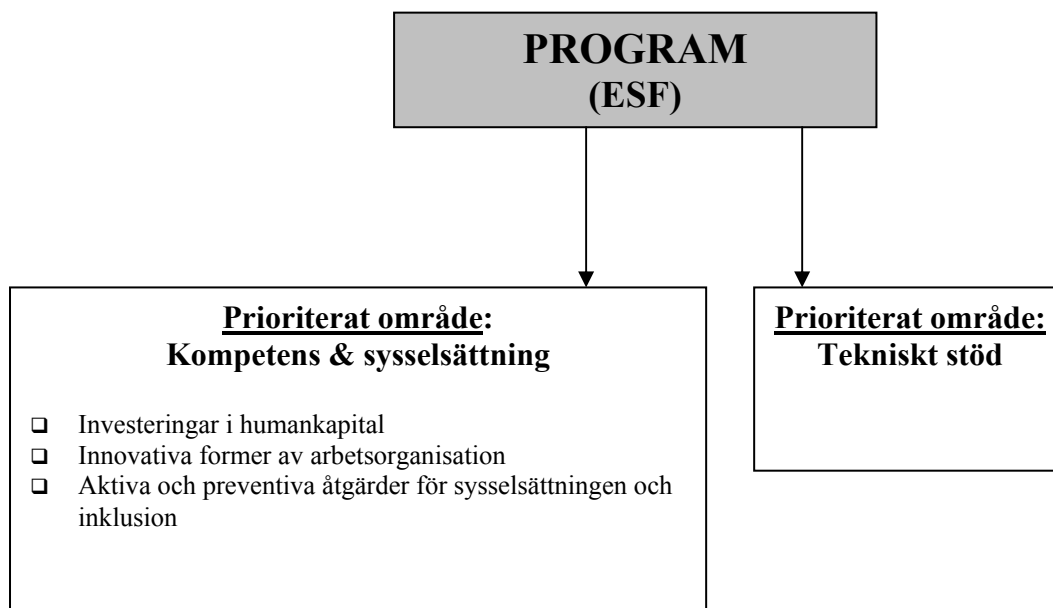 PROGRAM
(ESF)
Prioriterat område:
Kompetens & sysselsättning
❑ Investeringar i humankapital
❑ Innovativa former av arbetsorganisation
❑ Aktiva och preventiva åtgärder för sysselsättningen och
inklusion
Prioriterat område:
Tekniskt stöd